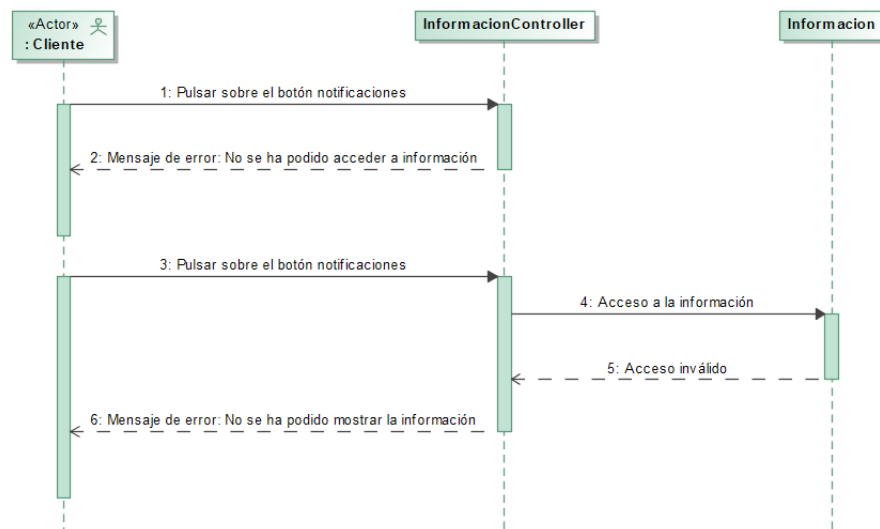 «Actor»
: Cliente
InformacionController
Informacion
1: Pulsar sobre el botón notificaciones
2: Mensaje de error: No se ha podido acceder a información
3: Pulsar sobre el botón notificaciones
4: Acceso a la información
5: Acceso inválido
6: Mensaje de error: No se ha podido mostrar la información